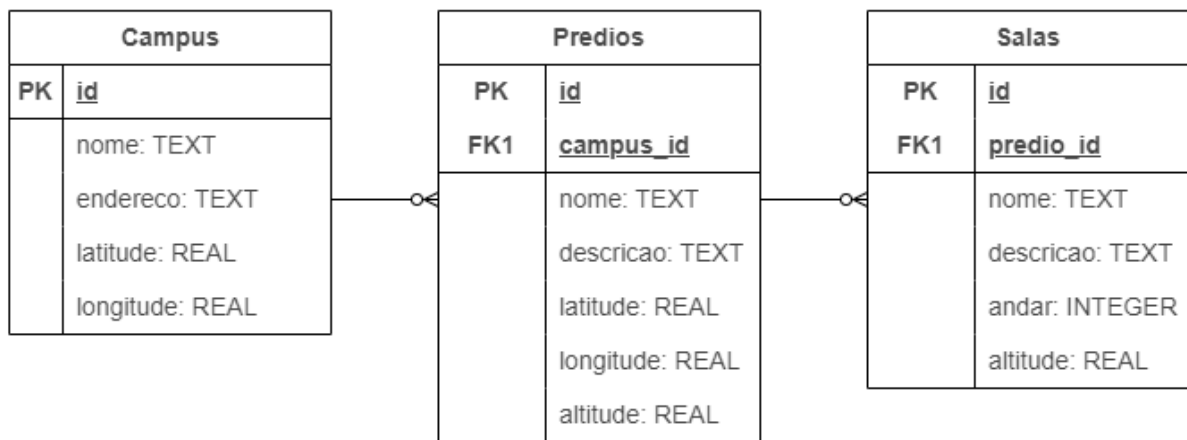 Campus
PK id
nome: TEXT
endereco: TEXT
latitude: REAL
longitude: REAL
Predios
PK id
FK1 campus_id
nome: TEXT
descricao: TEXT
latitude: REAL
longitude: REAL
altitude: REAL
Salas
PK id
FK1 predio_id
nome: TEXT
descricao: TEXT
andar: INTEGER
altitude: REAL